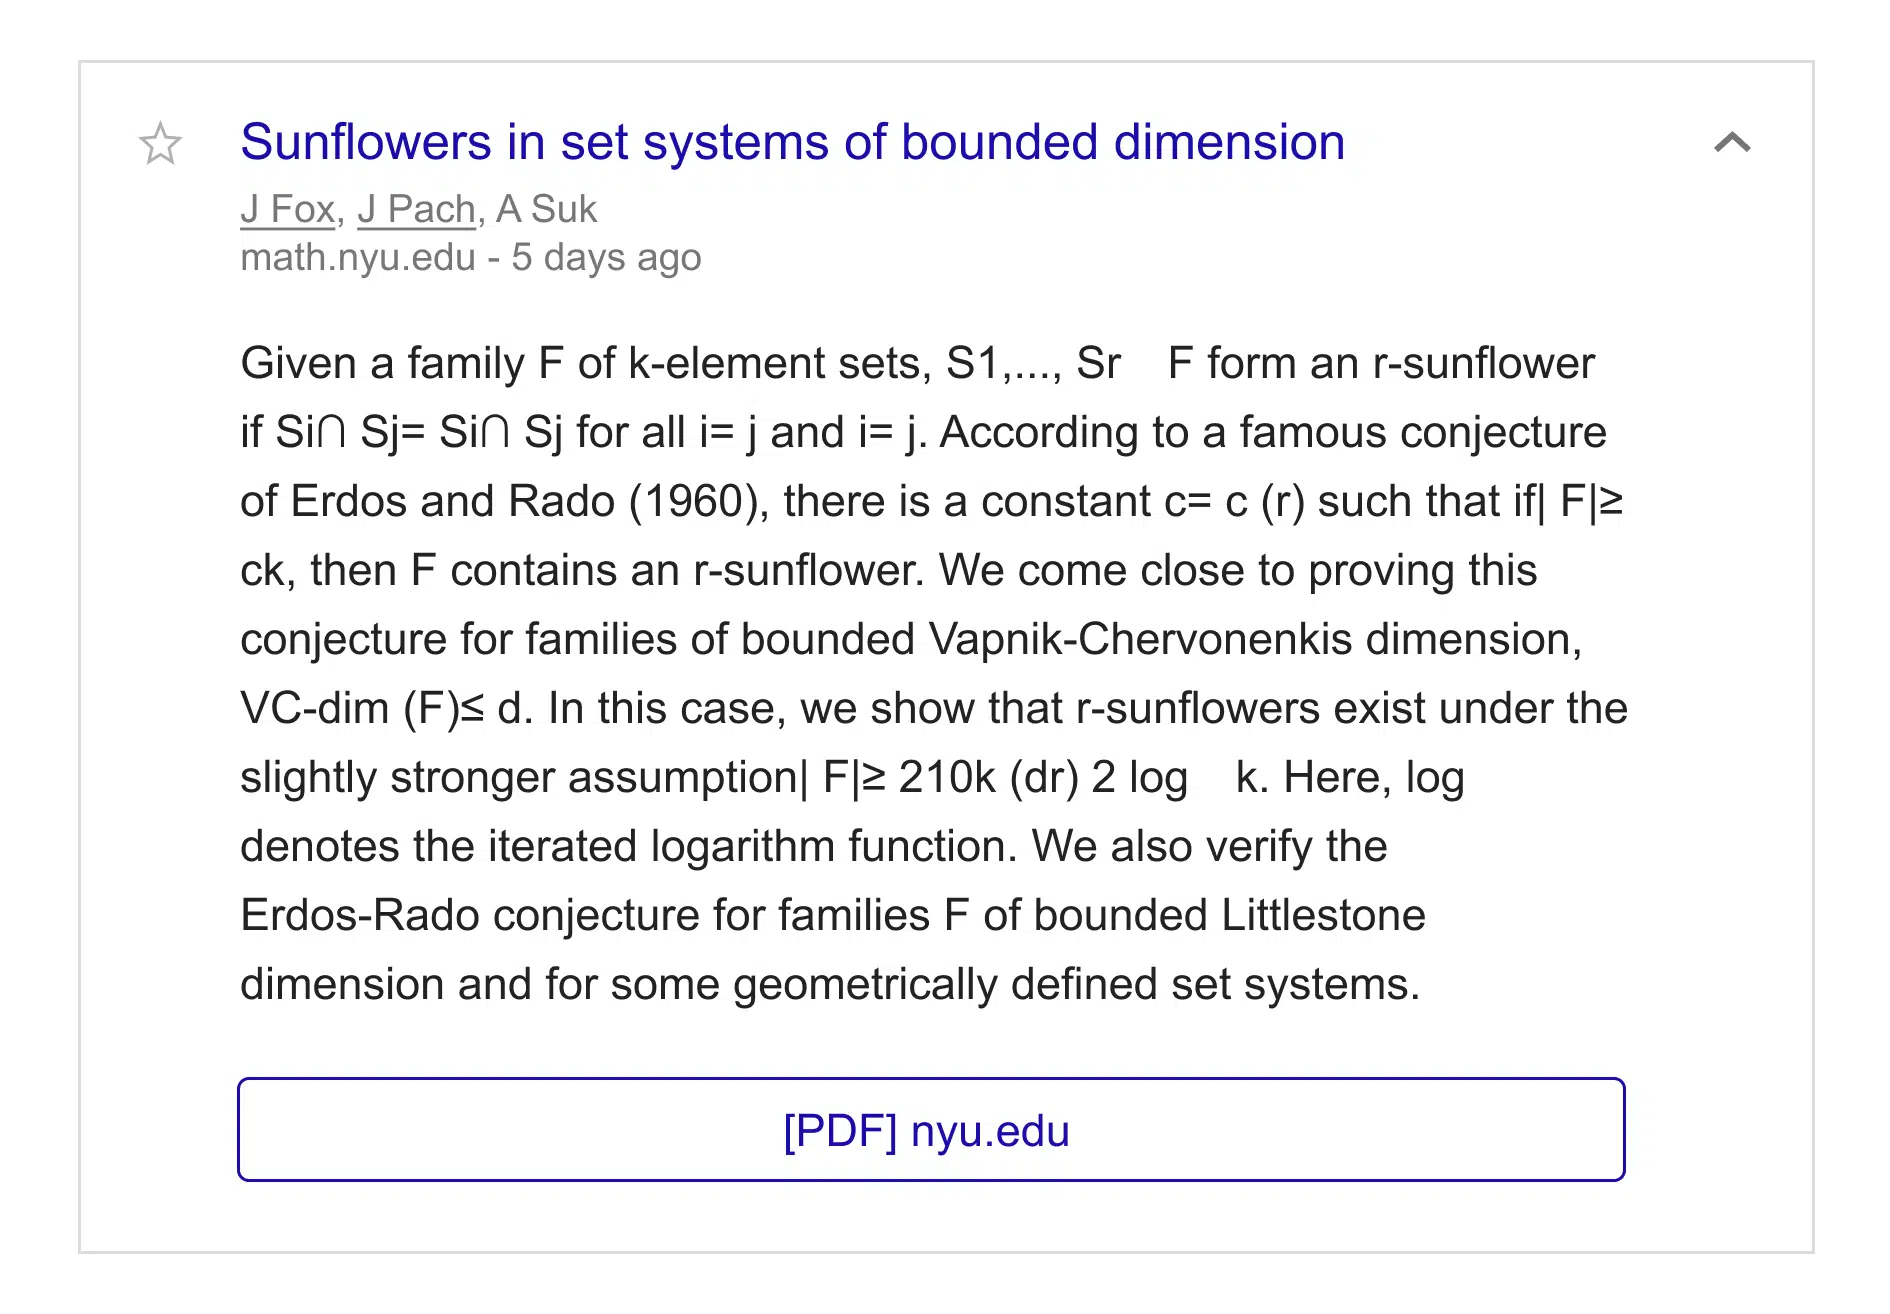 Sunflowers in set systems of bounded dimension
J Fox, J Pach, A Suk
math.nyu.edu - 5 days ago
Given a family F of k-element sets, S1,..., Sr F form an r-sunflower
if Si∩ Sj= Si∩ Sj for all i= j and i= j. According to a famous conjecture
of Erdos and Rado (1960), there is a constant c= c (r) such that if| F|≥
ck, then F contains an r-sunflower. We come close to proving this
conjecture for families of bounded Vapnik-Chervonenkis dimension,
VC-dim (F)≤ d. In this case, we show that r-sunflowers exist under the
slightly stronger assumption| F|≥ 210k (dr) 2 log k. Here, log
denotes the iterated logarithm function. We also verify the
Erdos-Rado conjecture for families F of bounded Littlestone
dimension and for some geometrically defined set systems.
[PDF] nyu.edu